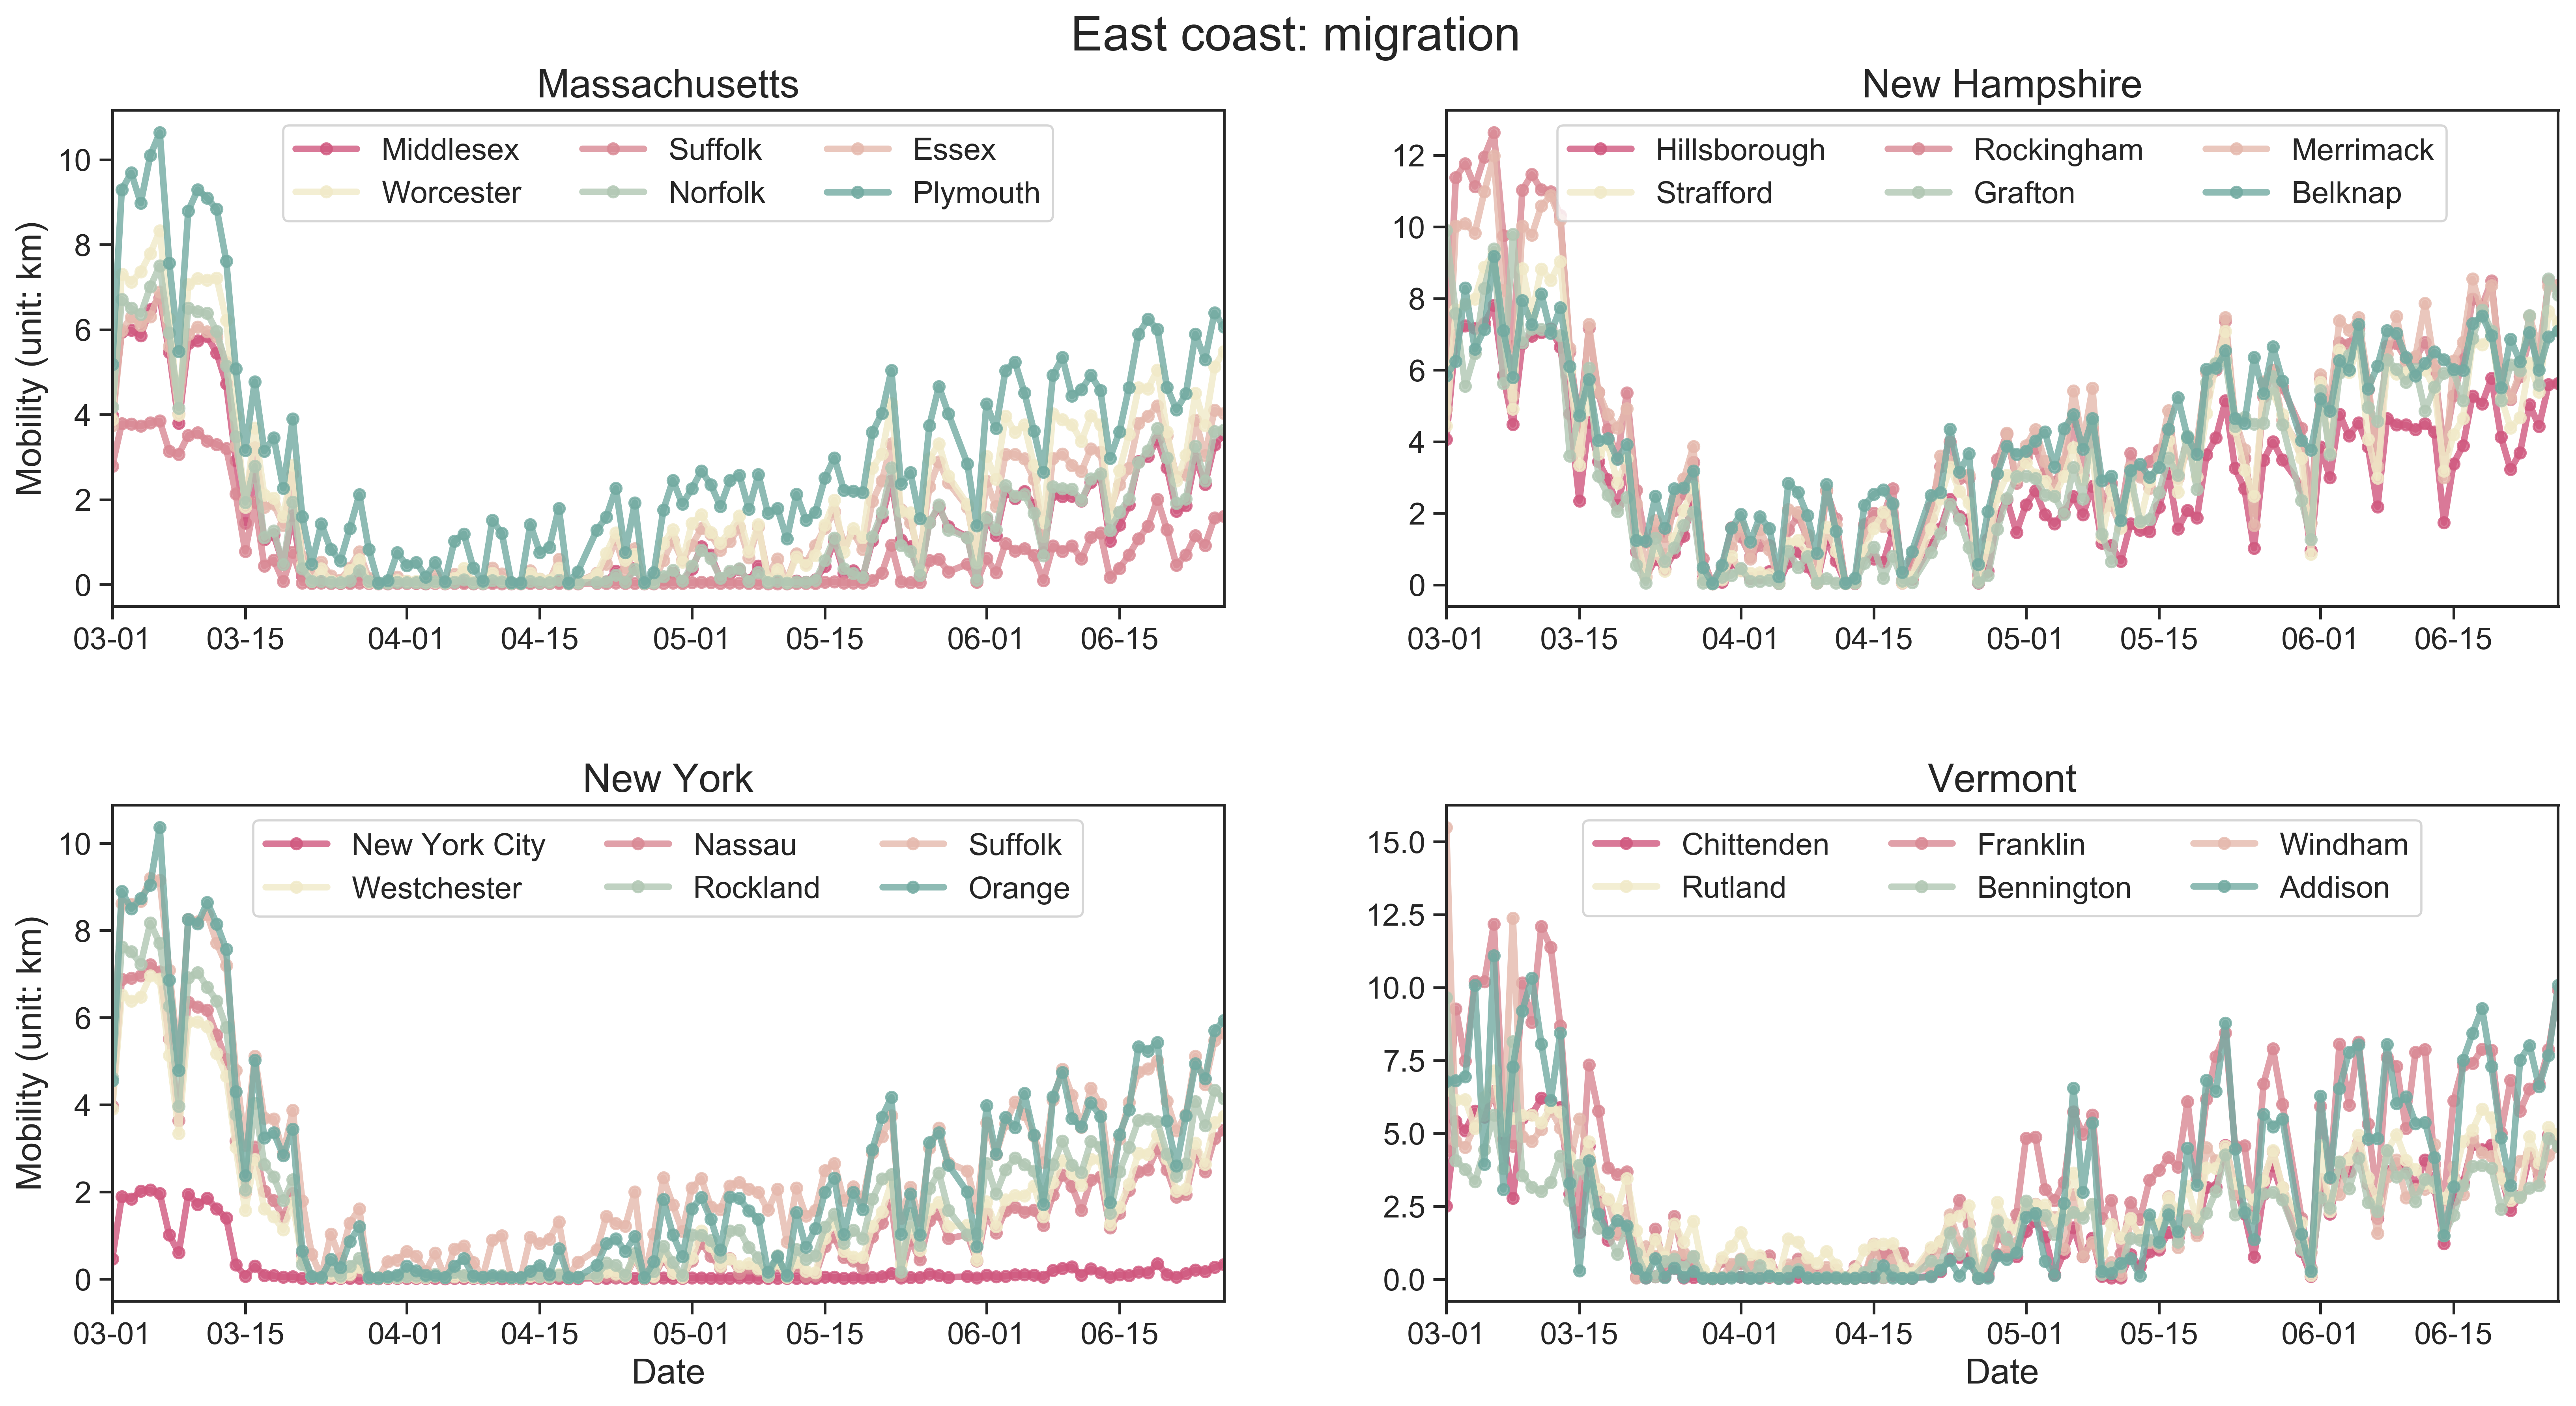 East coast: migration
Massachusetts
Mobility (unit: km)
10
8
6
4
2
0
Middlesex Suffolk Essex
Worcester Norfolk Plymouth
03-01 03-15 04-01 04-15 05-01 05-15 06-01 06-15
New Hampshire
12
10
8
6
4
2
0
Hillsborough Rockingham Merrimack
Strafford Grafton Belknap
03-01 03-15 04-01 04-15 05-01 05-15 06-01 06-15
New York
Mobility (unit: km)
10
8
6
4
2
0
New York City Nassau Suffolk
Westchester Rockland Orange
03-01 03-15 04-01 04-15 05-01 05-15 06-01 06-15
Date
Vermont
15.0
12.5
10.0
7.5
5.0
2.5
0.0
Chittenden Franklin Windham
Rutland Bennington Addison
03-01 03-15 04-01 04-15 05-01 05-15 06-01 06-15
Date